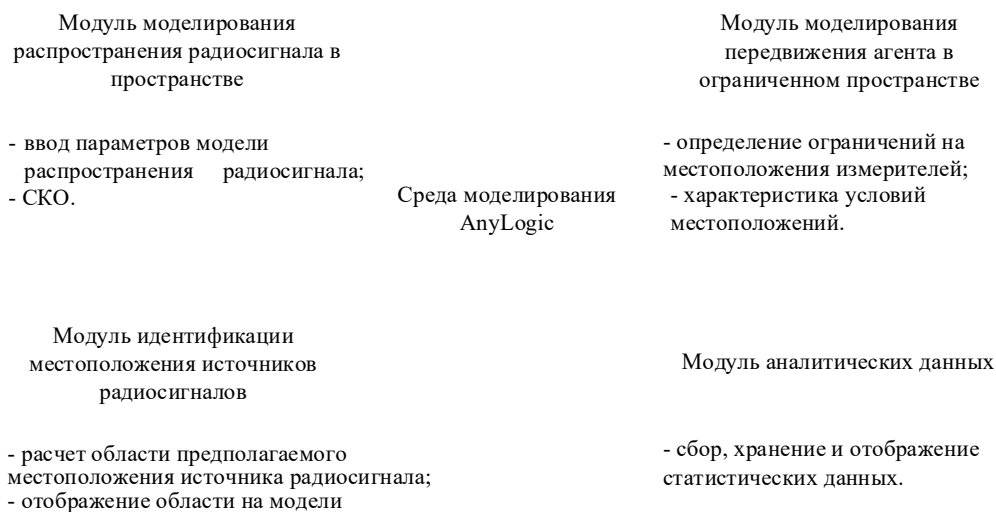 Модуль моделирования
распространения радиосигнала в
пространстве
- ввод параметров модели
распространения радиосигнала;
- СКО.
Среда моделирования
AnyLogic
Модуль моделирования
передвижения агента в
ограниченном пространстве
- определение ограничений на
местоположения измерителей;
- характеристика условий
местоположений.
Модуль идентификации
местоположения источников
радиосигналов
- расчет области предполагаемого
местоположения источника радиосигнала;
- отображение области на модели
Модуль аналитических данных
- сбор, хранение и отображение
статистических данных.